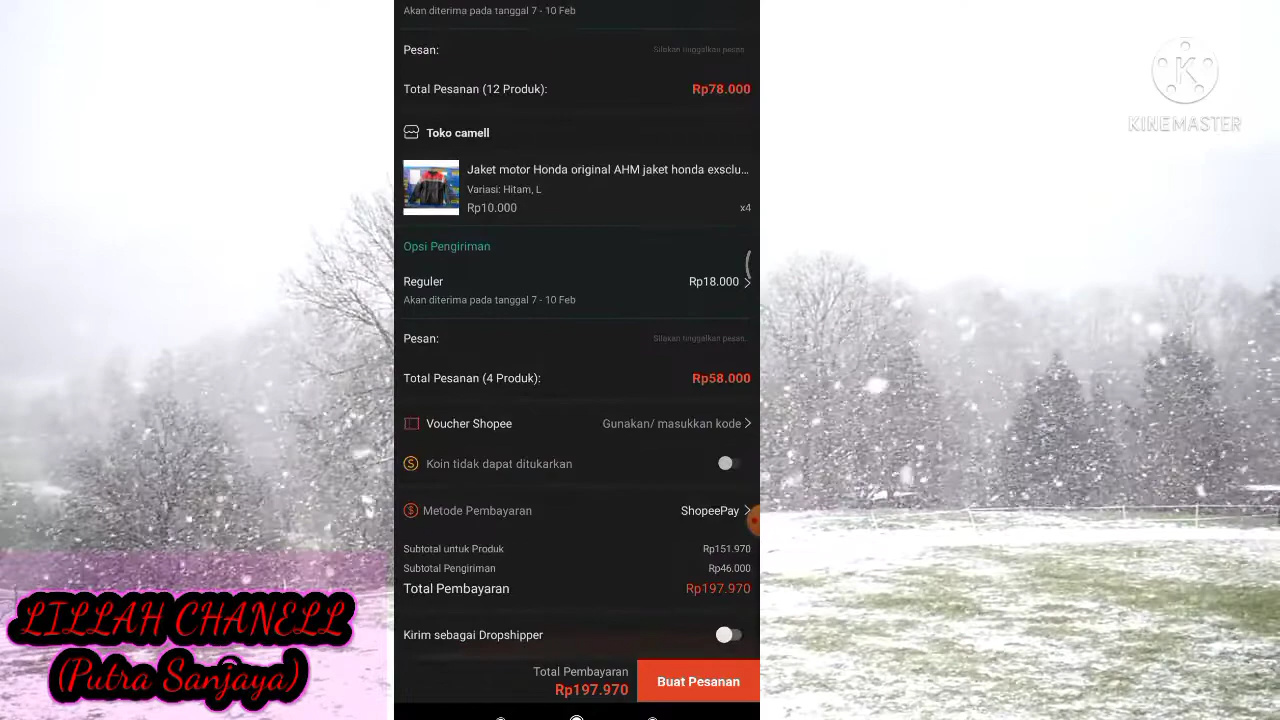 Akan diterima pada tanggal 7 - 10 Feb
Pesan:
Silakan tinggalkan pesan
Total Pesanan (12 Produk):
Rp78.000
Toko camell
Jaket motor Honda original AHM jaket honda exsclu...
Variasi: Hitam, L
Rp10.000
x4
Opsi Pengiriman
Reguler
Rp18.000
Akan diterima pada tanggal 7 - 10 Feb
Pesan:
Silakan tinggalkan pesan.
Total Pesanan (4 Produk):
Rp58.000
Voucher Shopee
Gunakan/ masukkan kode
Koin tidak dapat ditukarkan
Metode Pembayaran
ShopeePay
Subtotal untuk Produk
Rp151.970
Subtotal Pengiriman
Rp46.000
Total Pembayaran
Rp197.970
Kirim sebagai Dropshipper
Total Pembayaran
Rp197.970
Buat Pesanan
K
KINEMASTER
LILLAH CHANELL
(Putra Sanjaya)